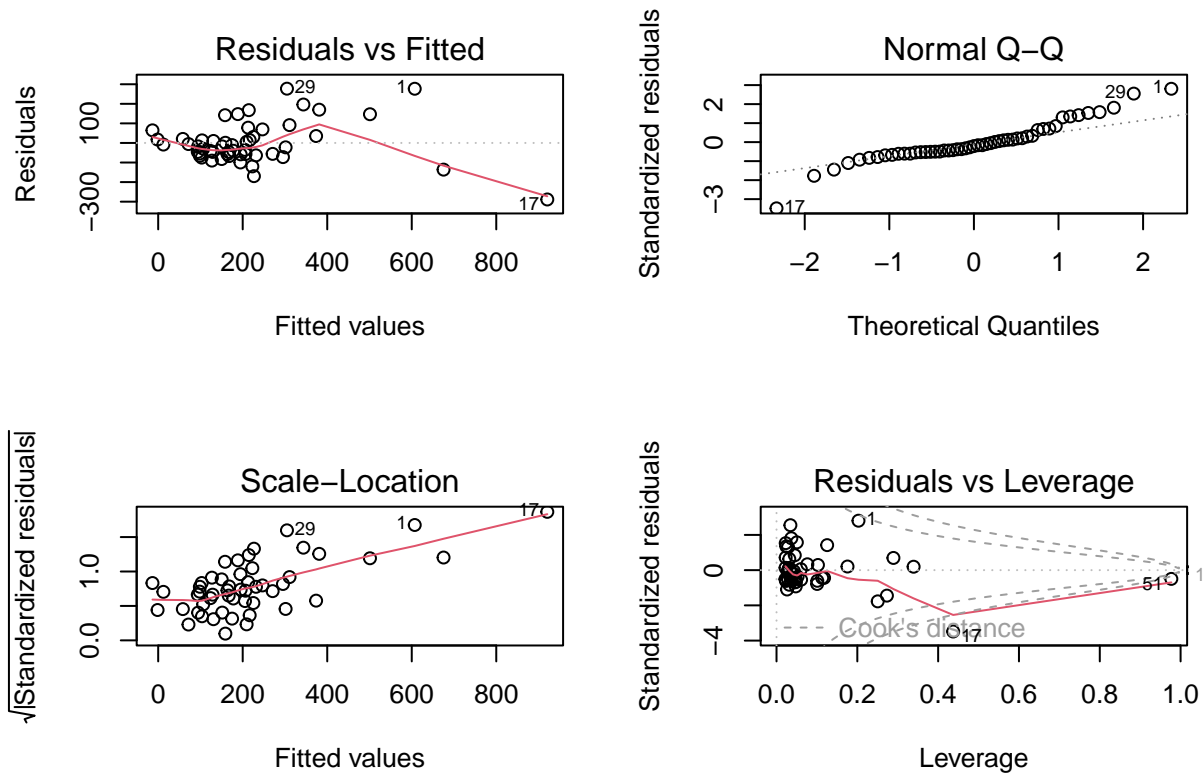 Residuals vs Fitted
Residuals
100
−300
29
1
17
0 200 400 600 800
Fitted values
Normal Q−Q
Standardized residuals
2
0
−3
29
1
17
−2 −1 0 1 2
Theoretical Quantiles
Scale−Location
√|Standardized residuals|
1.0
0.0
29
1
17
0 200 400 600 800
Fitted values
Residuals vs Leverage
Standardized residuals
0
−4
1
51
1
17
Cook's distance
0.0 0.2 0.4 0.6 0.8 1.0
Leverage